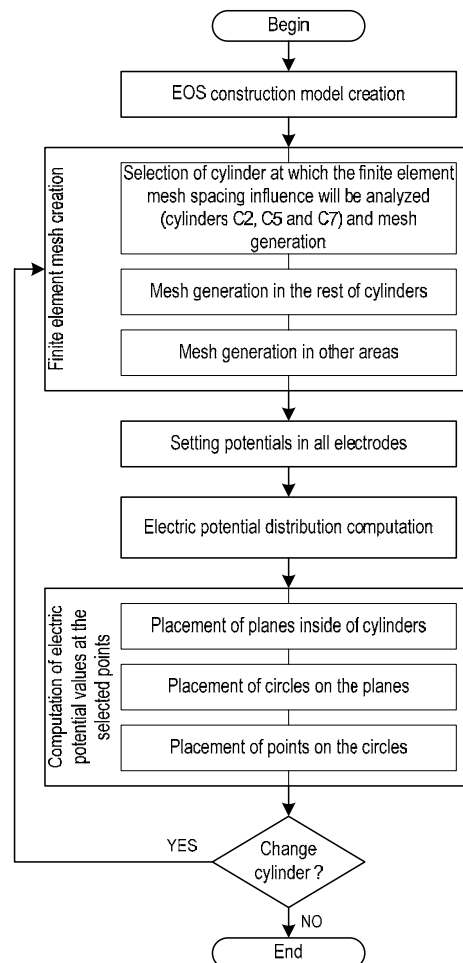 Begin
EOS construction model creation
Finite element mesh creation
Selection of cylinder at which the finite element
mesh spacing influence will be analyzed
(cylinders C2, C5 and C7) and mesh
generation
Mesh generation in the rest of cylinders
Mesh generation in other areas
Setting potentials in all electrodes
Electric potential distribution computation
Computation of electric
potential values at the
selected points
Placement of planes inside of cylinders
Placement of circles on the planes
Placement of points on the circles
YES
Change
cylinder ?
NO
End